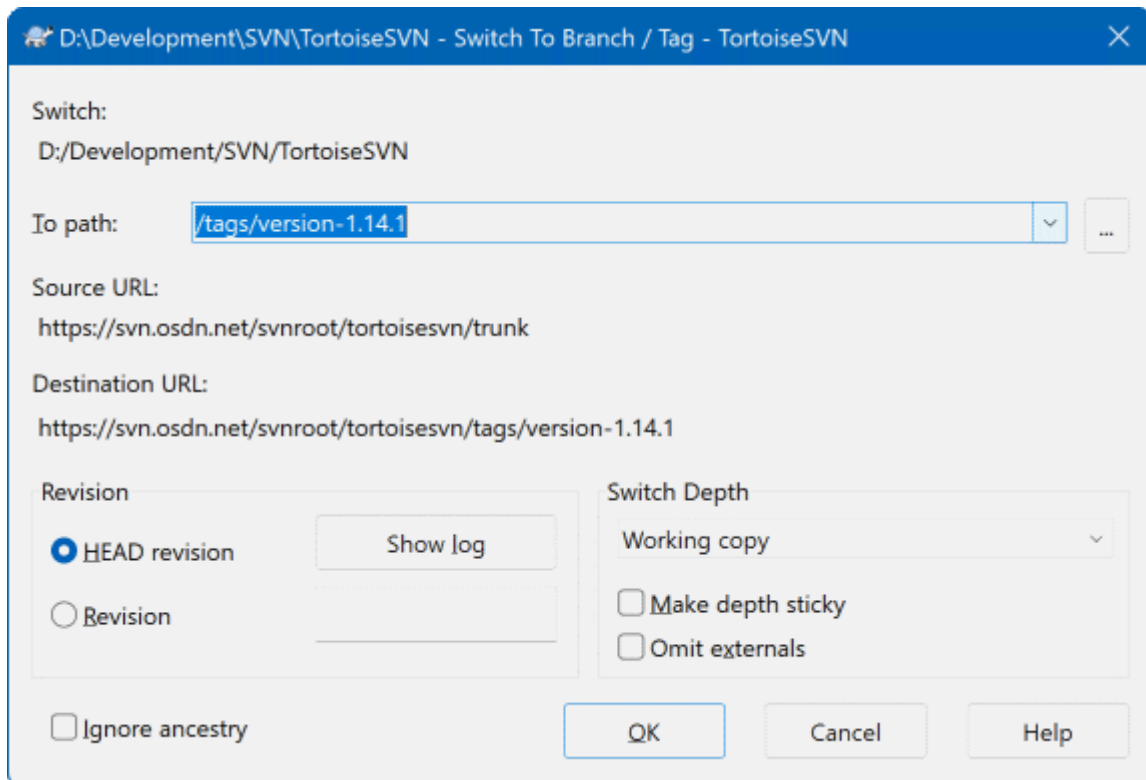 D:\Development\SVN\TortoiseSVN - Switch To Branch / Tag - TortoiseSVN
Switch:
D:/Development/SVN/TortoiseSVN
To path: /tags/version-1.14.1 ...
Source URL:
https://svn.osdn.net/svnroot/tortoisesvn/trunk
Destination URL:
https://svn.osdn.net/svnroot/tortoisesvn/tags/version-1.14.1
Revision
HEAD revision Show log
Revision
Switch Depth
Working copy
Make depth sticky
Omit externals
Ignore ancestry OK Cancel Help